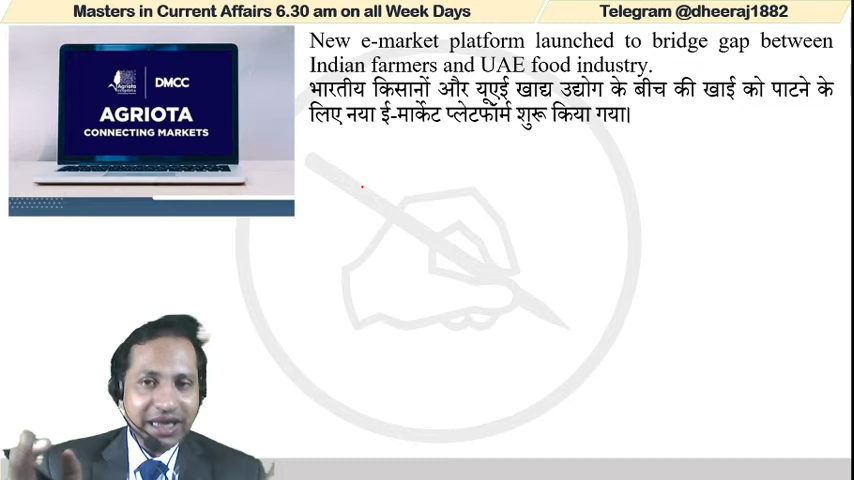 Masters in Current Affairs 6.30 am on all Week Days
Telegram @dheeraj1882
Agriota
DMCC
AGRIOTA
CONNECTING MARKETS
New e-market platform launched to bridge gap between
Indian farmers and UAE food industry.
भारतीय किसानों और यूएई खाद्य उद्योग के बीच की खाई को पाटने के
लिए नया ई-मार्केट प्लेटफॉर्म शुरू किया गया।